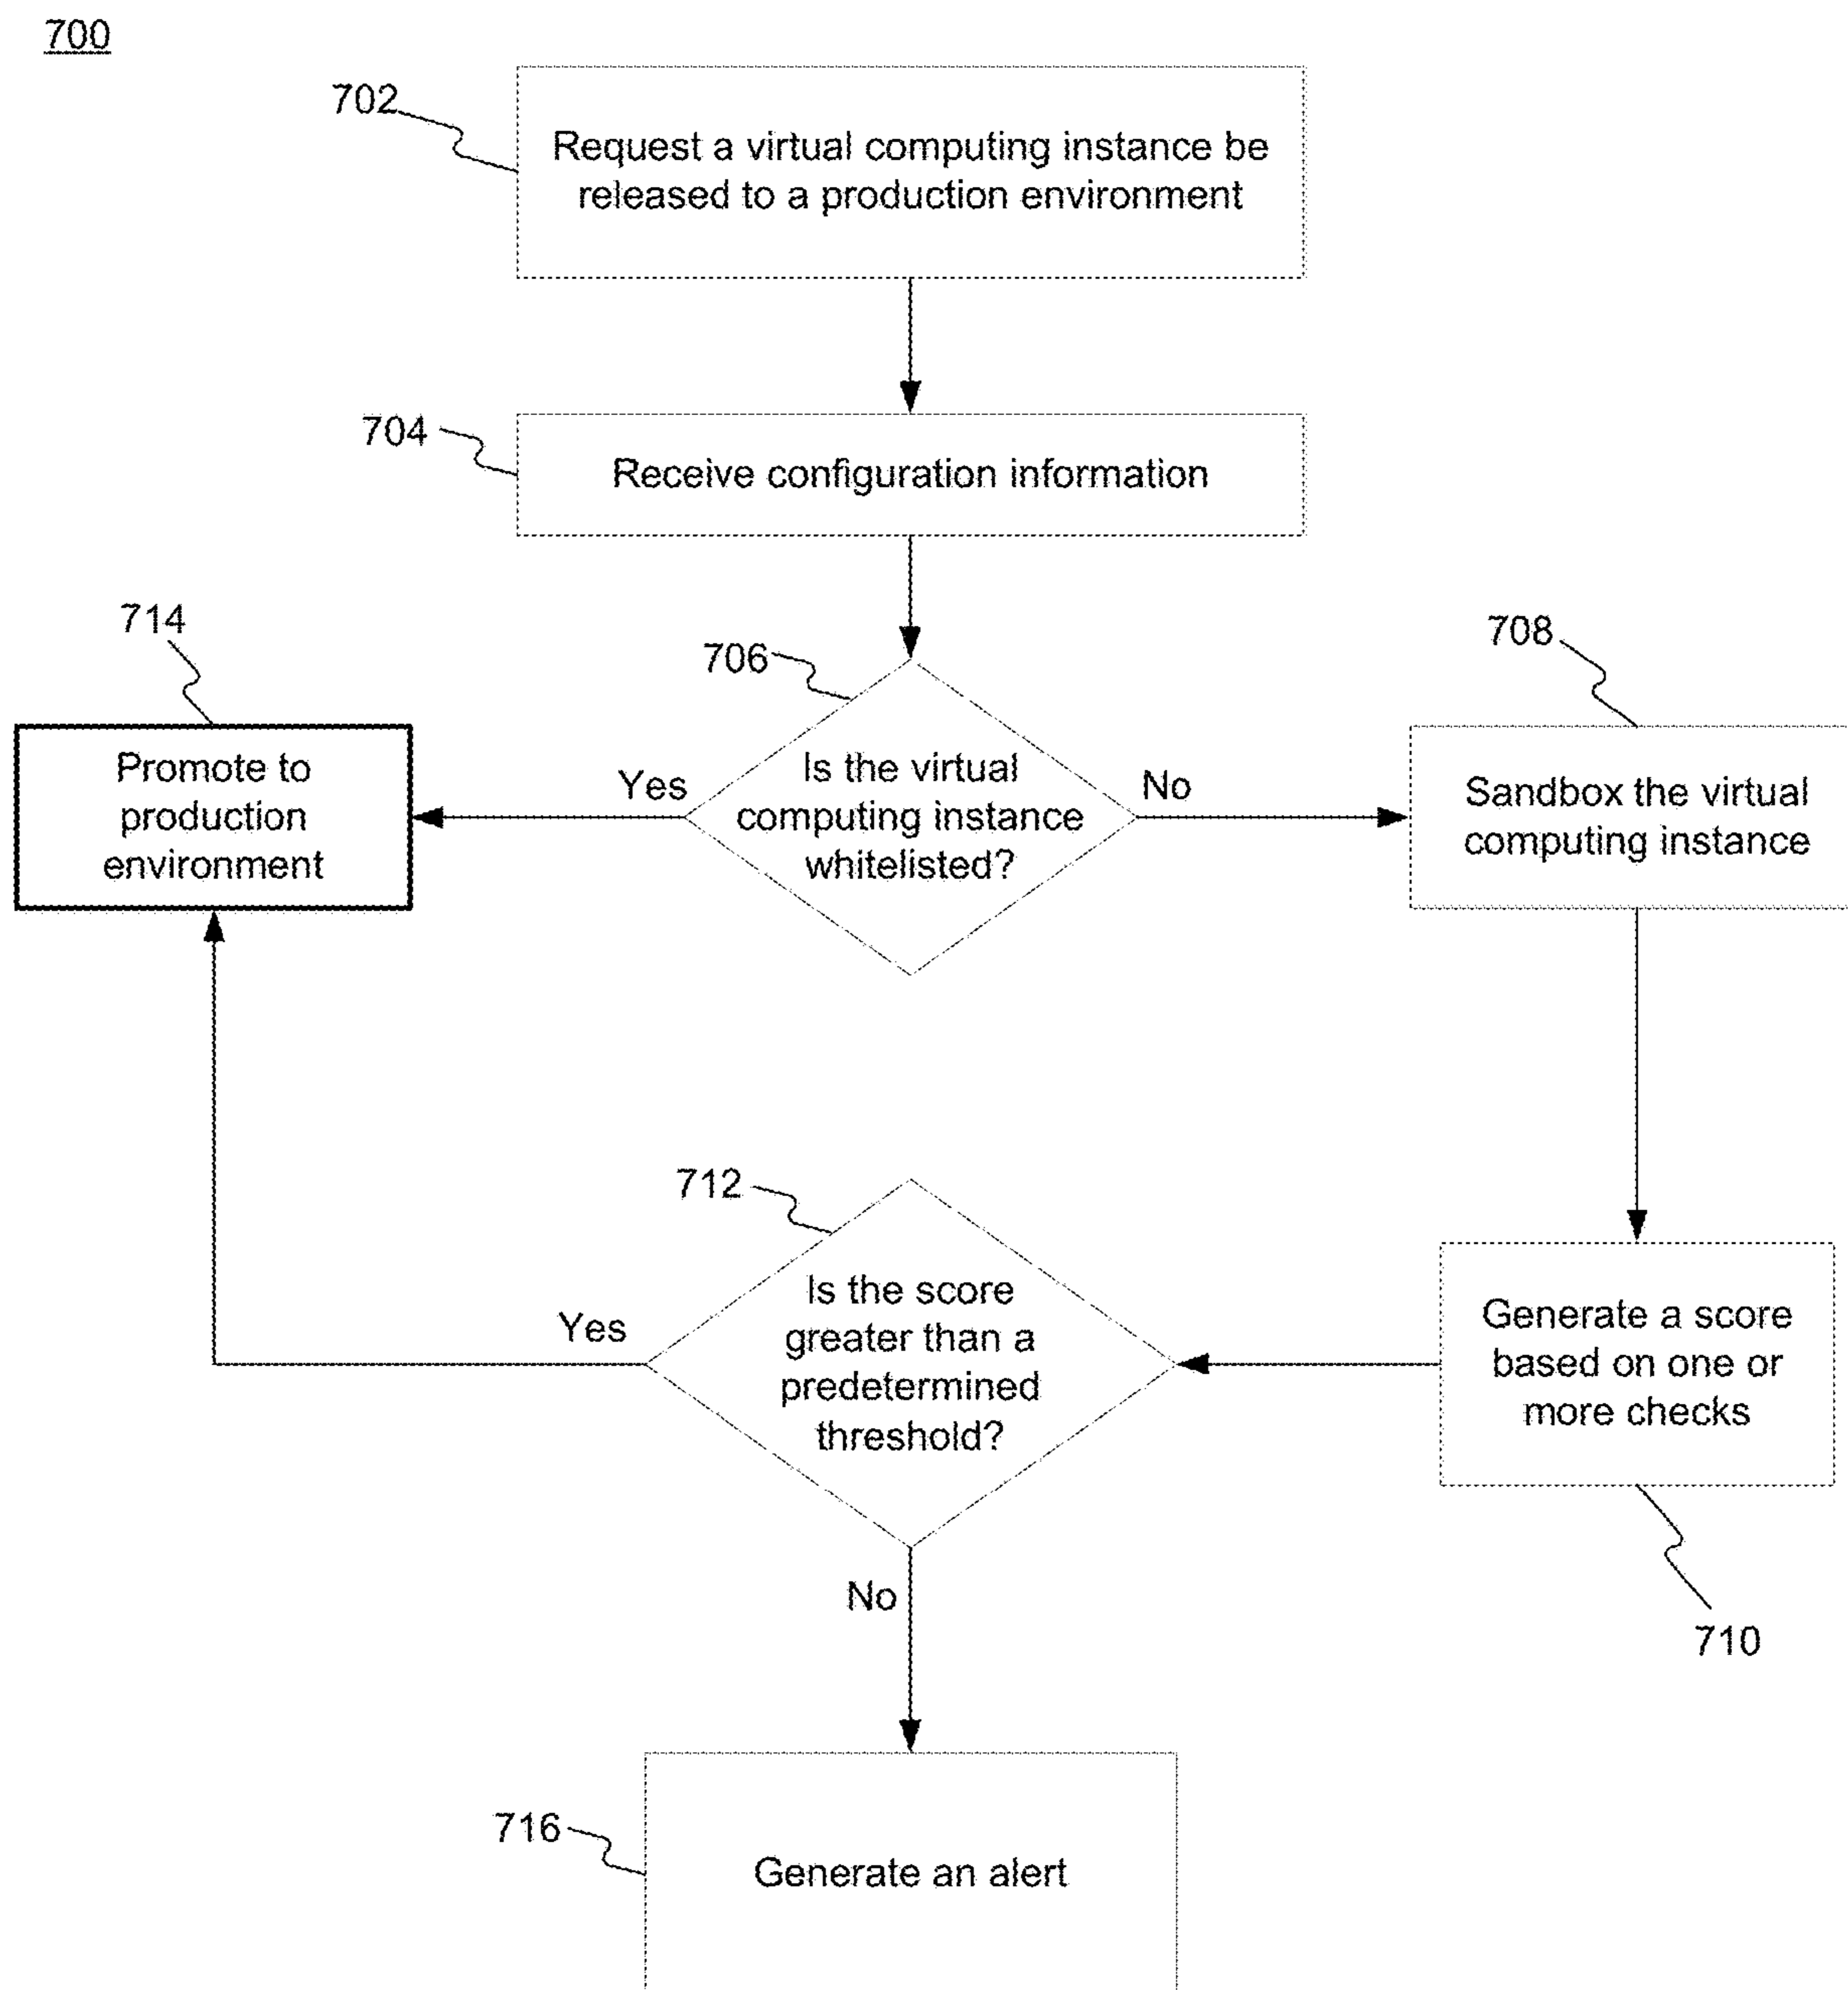 700
702
Request a virtual computing instance be
released to a production environment
704
Receive configuration information
714
706
708
Promote to
production
environment
Yes
Is the virtual
computing instance
whitelisted?
No
Sandbox the virtual
computing instance
712
Yes
Is the score
greater than a
predetermined
threshold?
Generate a score
based on one or
more checks
No
710
716
Generate an alert